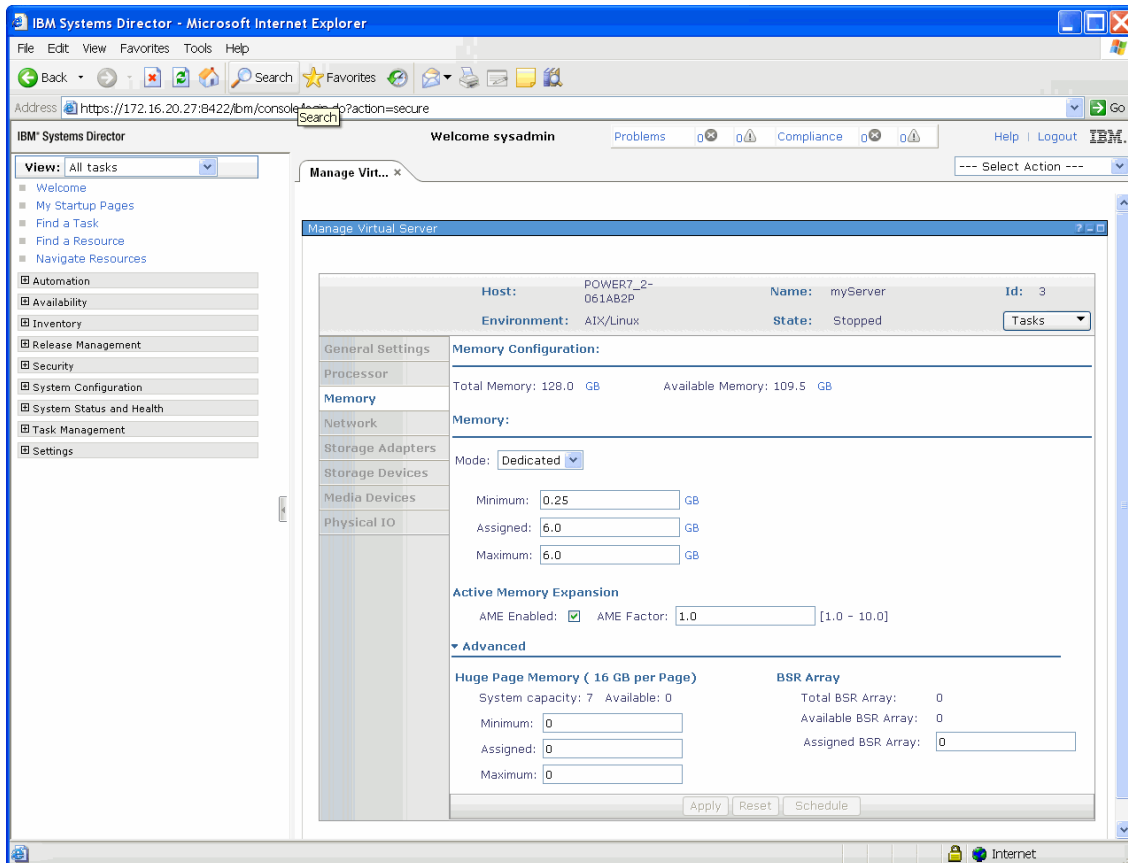 IBM Systems Director - Microsoft Internet Explorer
File Edit View Favorites Tools Help
Back Search Favorites
Address https://172.16.20.27:8422/ibm/console/login.do?action=secure Go
Search
IBM® Systems Director Welcome sysadmin Problems 0 0 Compliance 0 0 Help | Logout IBM.
View: All tasks
Manage Virt... × --- Select Action ---
Welcome
My Startup Pages
Find a Task
Find a Resource
Navigate Resources
Automation
Availability
Inventory
Release Management
Security
System Configuration
System Status and Health
Task Management
Settings
Manage Virtual Server ?
Host: POWER7_2-061AB2P Name: myServer Id: 3
Environment: AIX/Linux State: Stopped Tasks
General Settings
Processor
Memory
Network
Storage Adapters
Storage Devices
Media Devices
Physical IO
Memory Configuration:
Total Memory: 128.0 GB Available Memory: 109.5 GB
Memory:
Mode: Dedicated
Minimum: 0.25 GB
Assigned: 6.0 GB
Maximum: 6.0 GB
Active Memory Expansion
AME Enabled: AME Factor: 1.0 [1.0 - 10.0]
Advanced
Huge Page Memory ( 16 GB per Page)
System capacity: 7 Available: 0
Minimum: 0
Assigned: 0
Maximum: 0
BSR Array
Total BSR Array: 0
Available BSR Array: 0
Assigned BSR Array: 0
Apply Reset Schedule
Internet